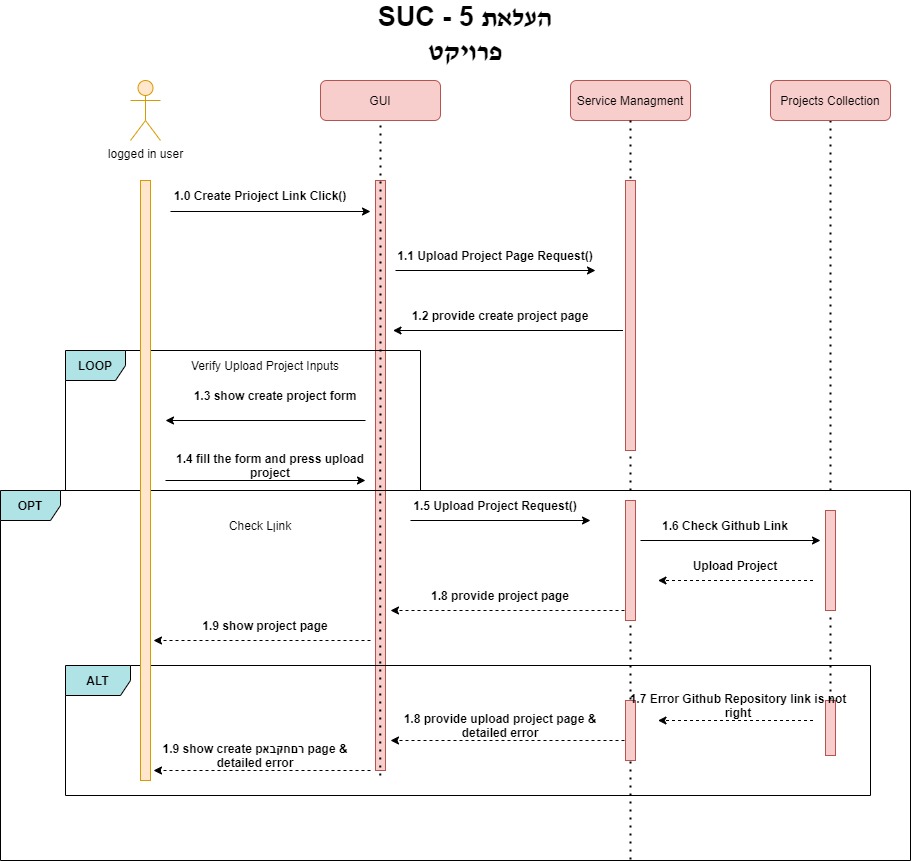 SUC - 5 העלאת
פרויקט
GUI
Service Managment
Projects Collection
logged in user
1.0 Create Prioject Link Click()
1.1 Upload Project Page Request()
1.2 provide create project page
LOOP
Verify Upload Project Inputs
1.3 show create project form
1.4 fill the form and press upload
project
OPT
1.5 Upload Project Request()
Check Link
1.6 Check Github Link
Upload Project
1.8 provide project page
1.9 show project page
ALT
1.7 Error Github Repository link is not
right
1.8 provide upload project page &
detailed error
1.9 show create רמחקבאפ page &
detailed error